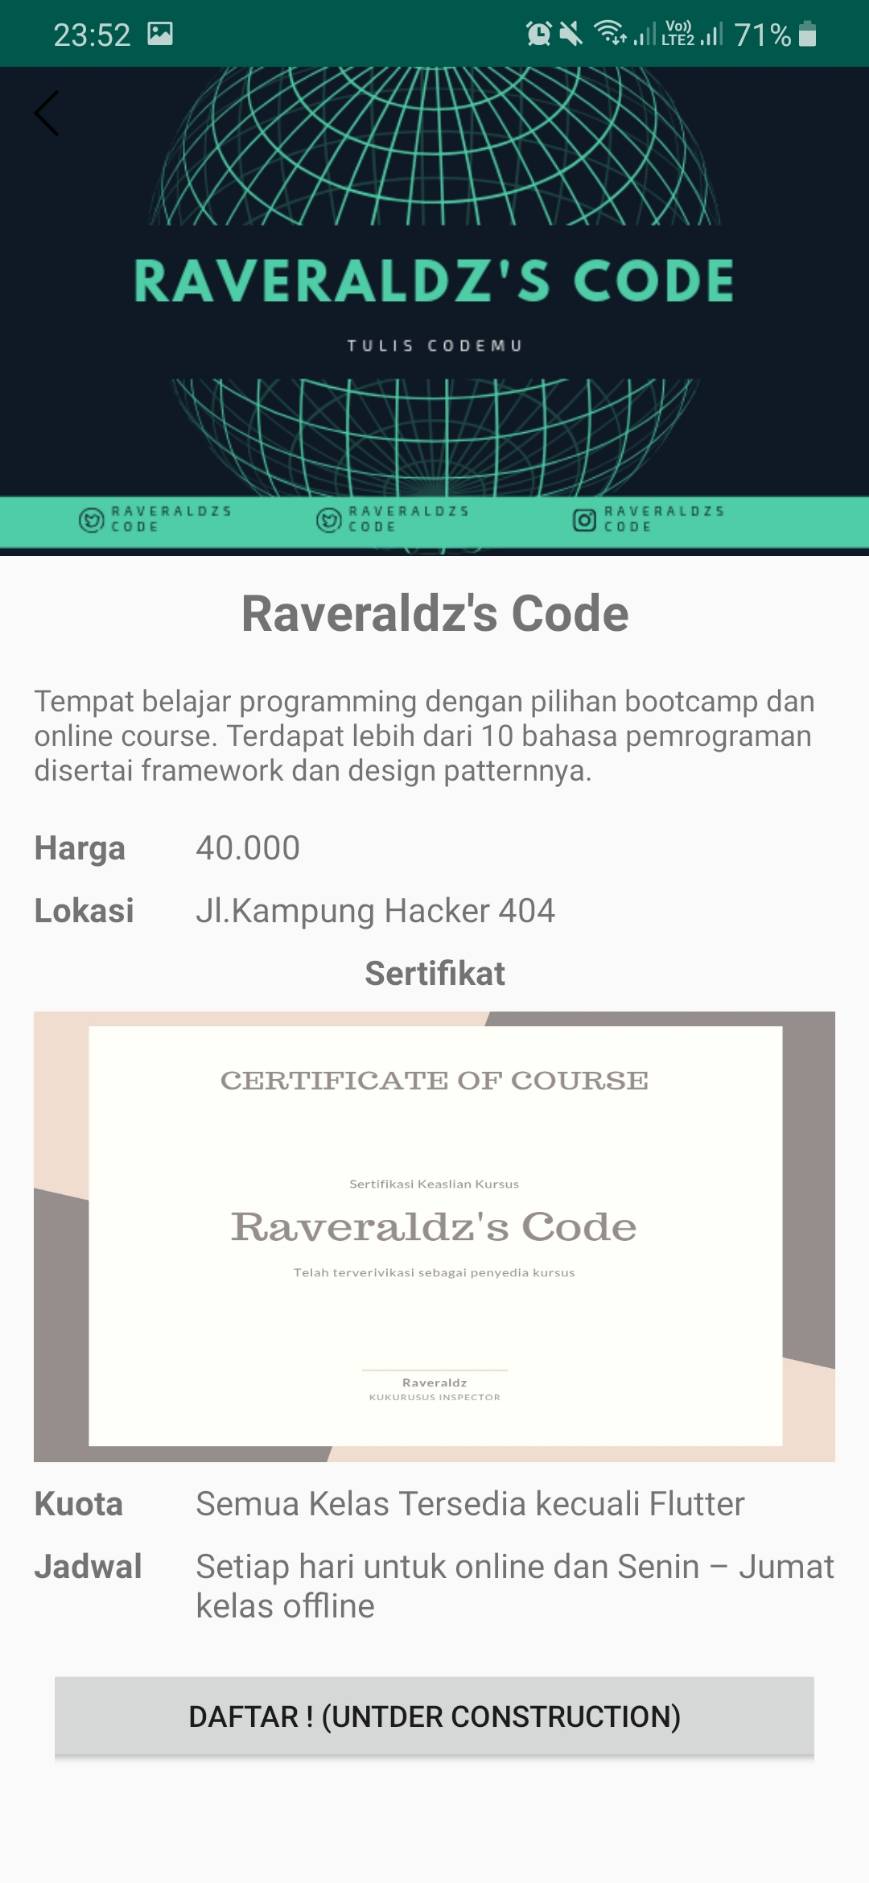 23:52
Vo))
LTE2
71%
RAVERALDZ'S CODE
TULIS CODEMU
RAVERALDZS
CODE
RAVERALDZS
CODE
RAVERALDZS
CODE
Raveraldz's Code
Tempat belajar programming dengan pilihan bootcamp dan
online course. Terdapat lebih dari 10 bahasa pemrograman
disertai framework dan design patternnya.
Harga 40.000
Lokasi Jl.Kampung Hacker 404
Sertifikat
CERTIFICATE OF COURSE
Sertifikasi Keaslian Kursus
Raveraldz's Code
Telah terverivikasi sebagai penyedia kursus
Raveraldz
KUKURUSUS INSPECTOR
Kuota Semua Kelas Tersedia kecuali Flutter
Jadwal Setiap hari untuk online dan Senin – Jumat
kelas offline
DAFTAR ! (UNTDER CONSTRUCTION)